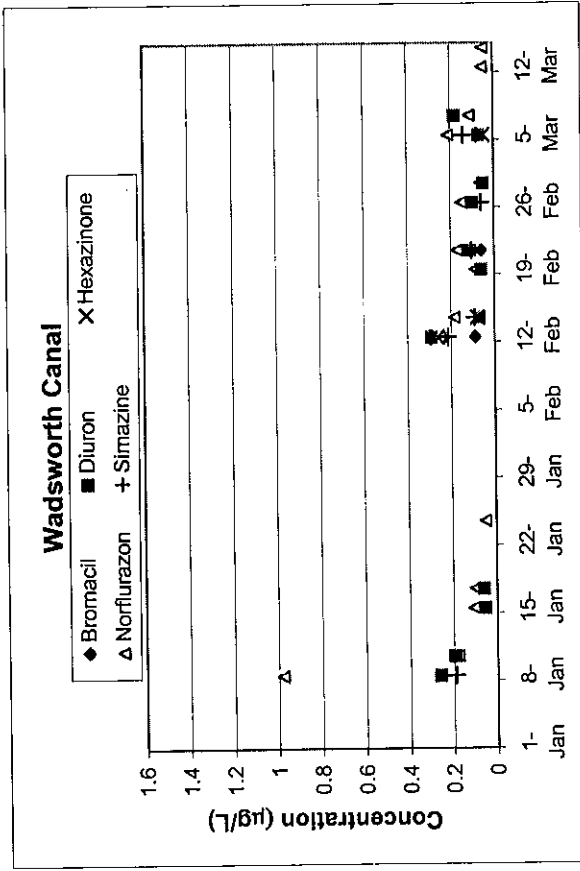 Wadsworth Canal
◆ Bromacil ■ Diuron × Hexazinone
△ Norflurazon + Simazine
Concentration (µg/L)
1.6
1.4
1.2
1
0.8
0.6
0.4
0.2
0
1- 8- 15- 22- 29- 5- 12- 19- 26- 5- 12-
Jan Jan Jan Jan Jan Feb Feb Feb Feb Mar Mar